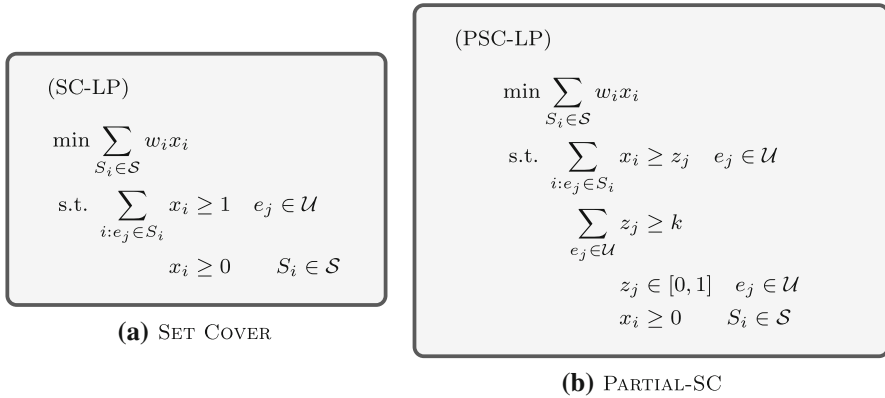 (SC-LP)
min ∑_{S_i∈𝒮} w_i x_i
s.t. ∑_{i:e_j∈S_i} x_i ≥ 1 e_j ∈ 𝒰
x_i ≥ 0 S_i ∈ 𝒮
(a) SET COVER
(PSC-LP)
min ∑_{S_i∈𝒮} w_i x_i
s.t. ∑_{i:e_j∈S_i} x_i ≥ z_j e_j ∈ 𝒰
∑_{e_j∈𝒰} z_j ≥ k
z_j ∈ [0, 1] e_j ∈ 𝒰
x_i ≥ 0 S_i ∈ 𝒮
(b) PARTIAL-SC